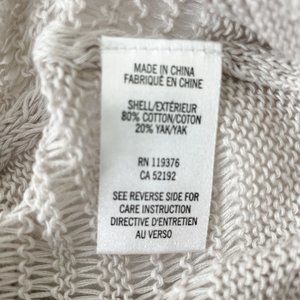 MADE IN CHINA
FABRIQUÉ EN CHINE
SHELL/EXTÉRIEUR
80% COTTON/COTON
20% YAK/YAK
RN 119376
CA 52192
SEE REVERSE SIDE FOR
CARE INSTRUCTION
DIRECTIVE D'ENTRETIEN
AU VERSO